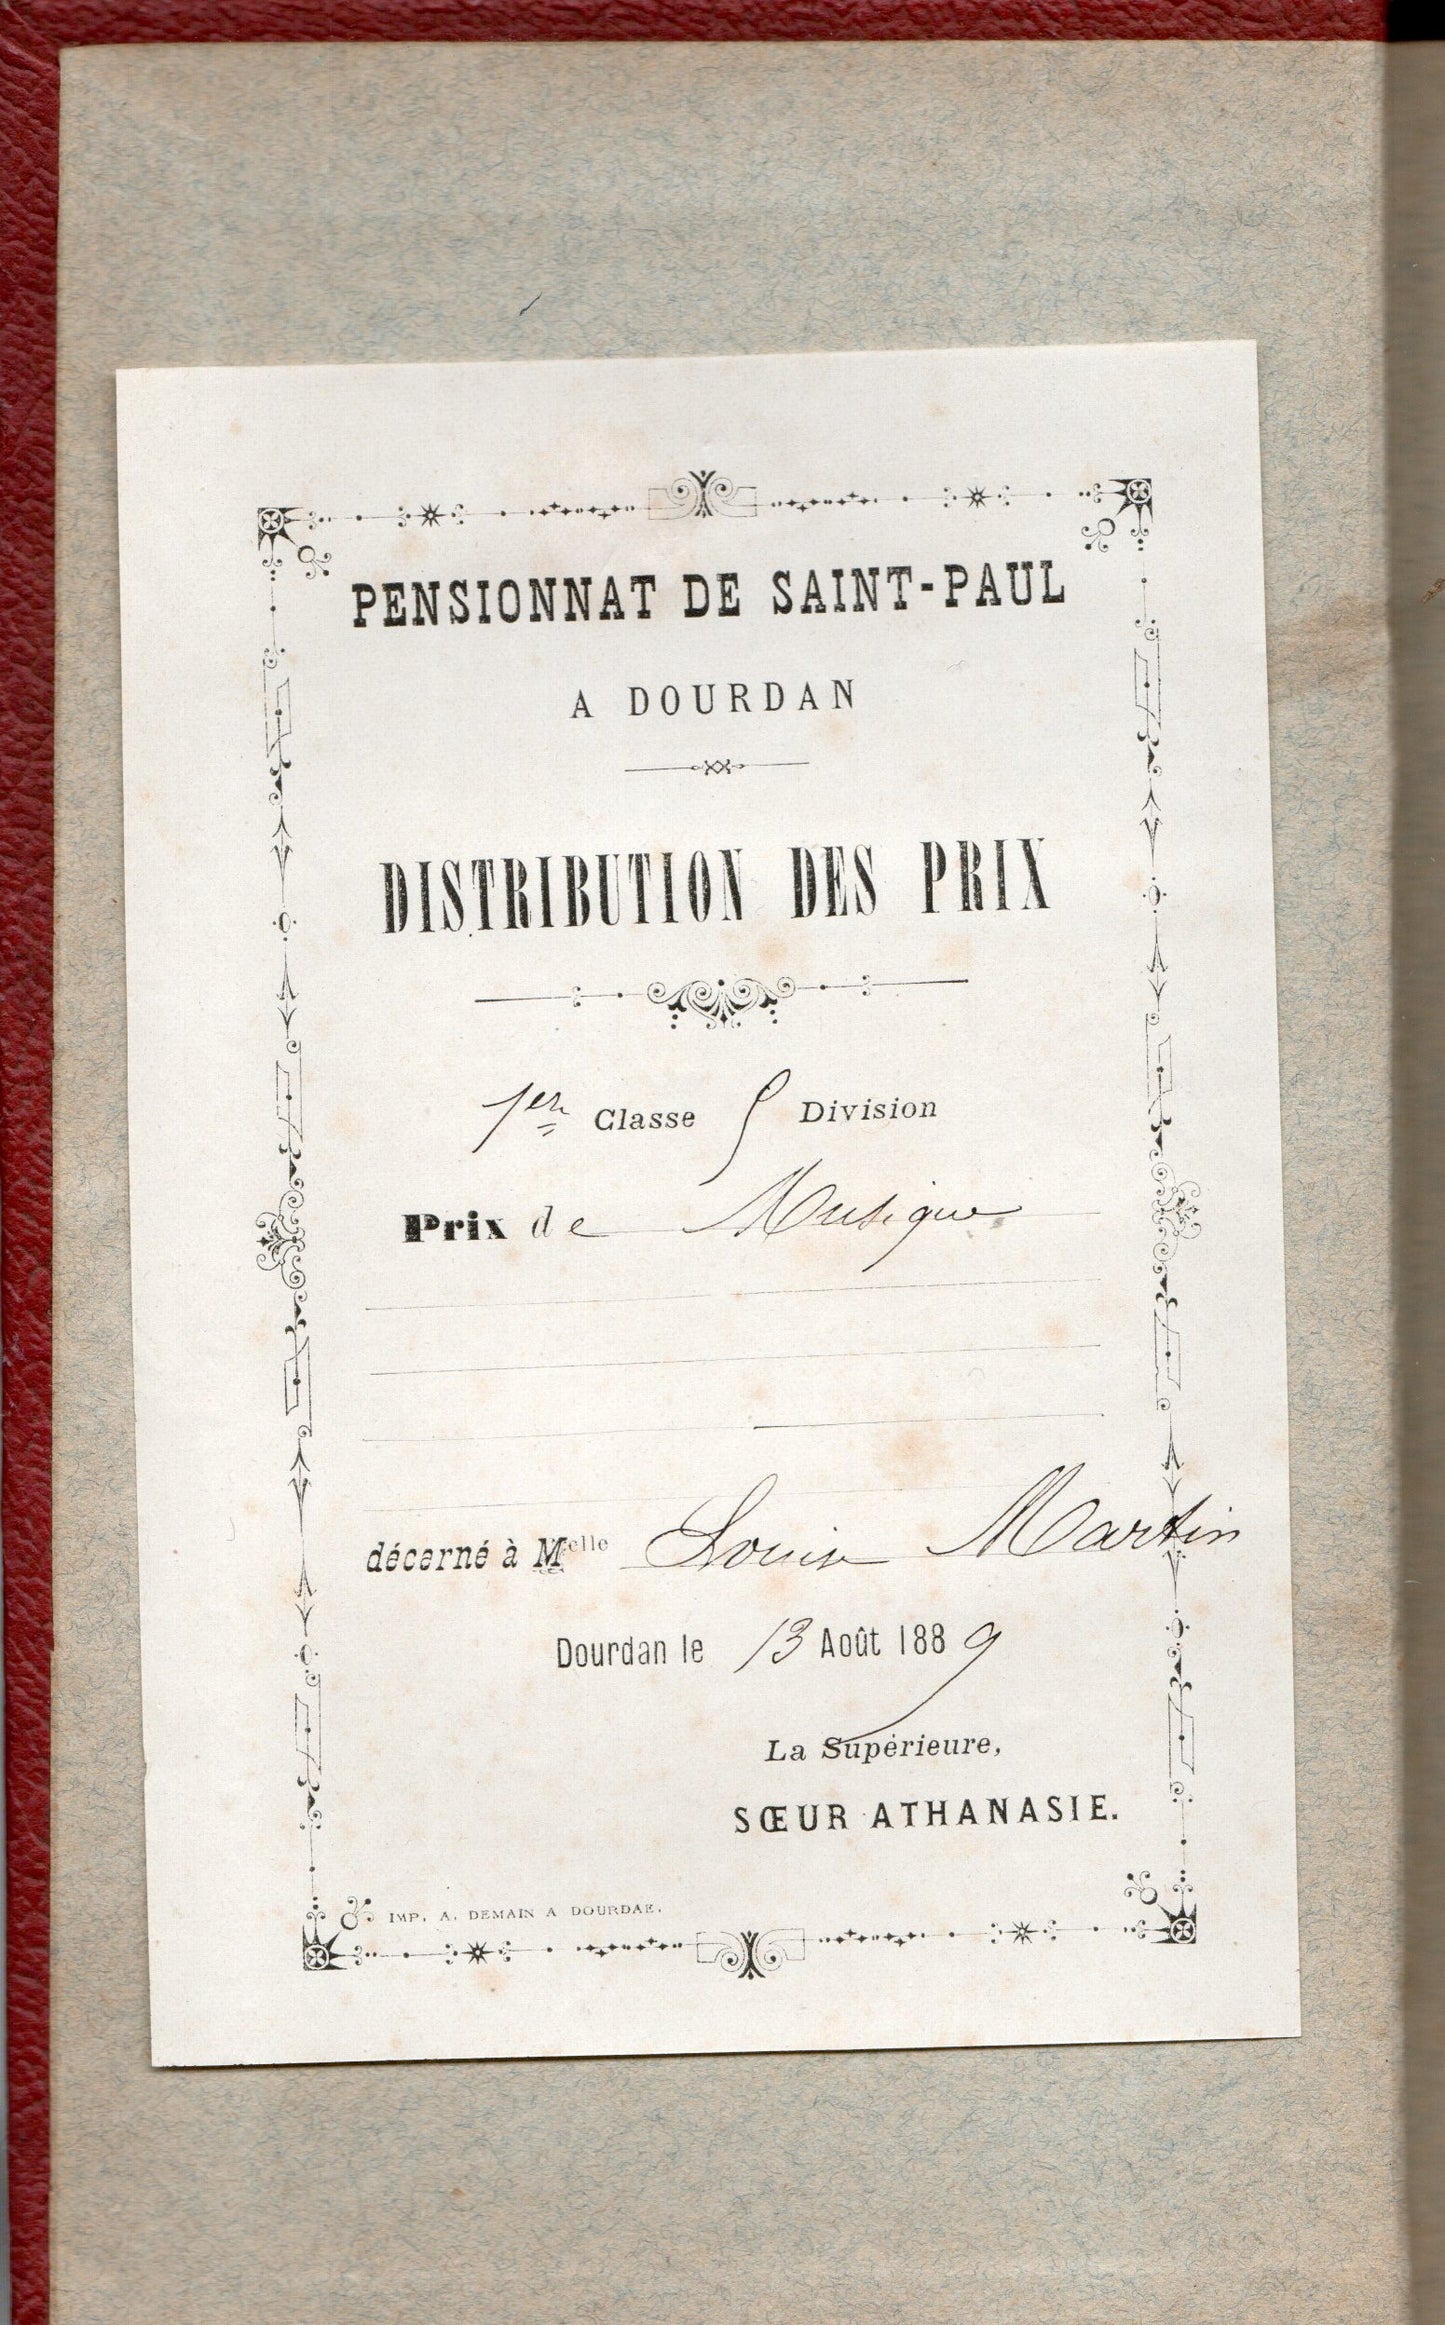 PENSIONNAT DE SAINT-PAUL
A DOURDAN
DISTRIBUTION DES PRIX
1ère Classe Division
Prix de Musique
décerné à Melle Louise Martin
Dourdan le 13 Août 1889
La Supérieure,
SŒUR ATHANASIE.
IMP. A. DEMAIN A DOURDAN.